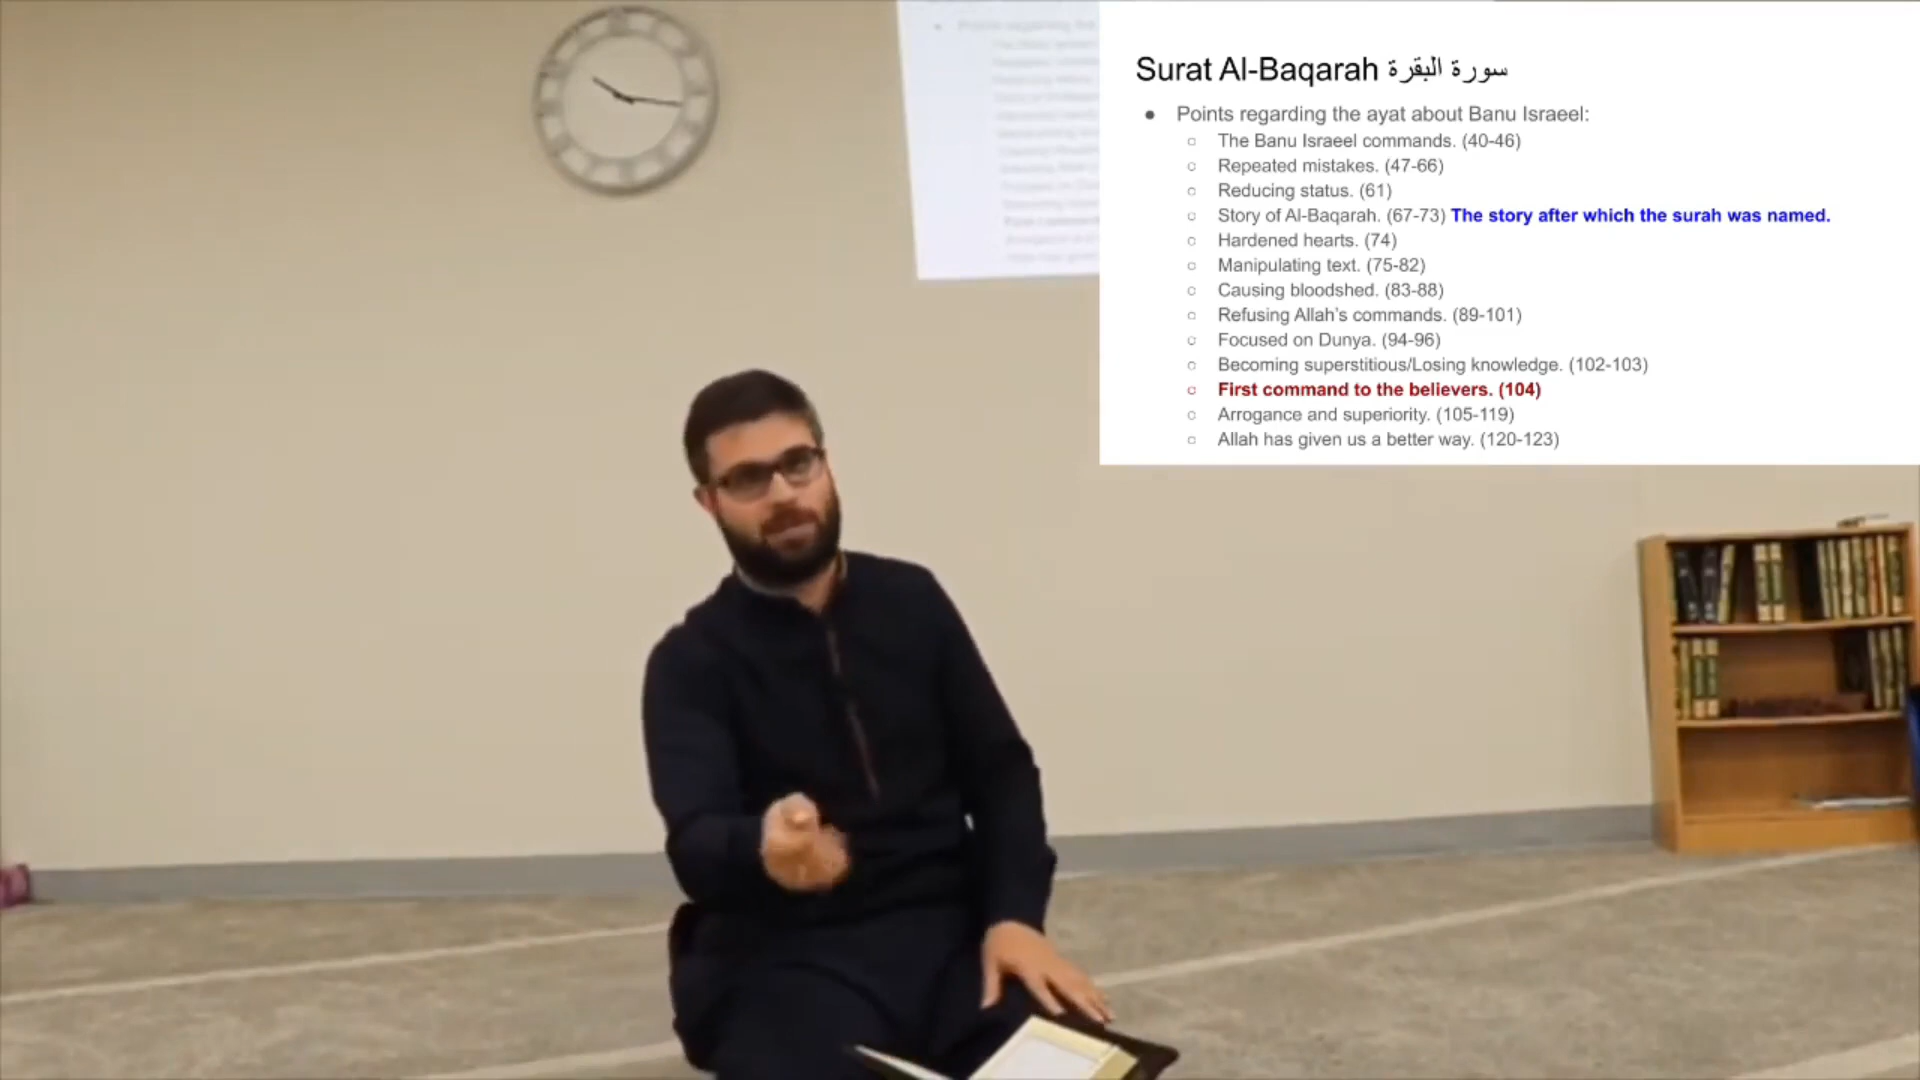 Surat Al-Baqarah سورة البقرة
● Points regarding the ayat about Banu Israeel:
○ The Banu Israeel commands. (40-46)
○ Repeated mistakes. (47-66)
○ Reducing status. (61)
○ Story of Al-Baqarah. (67-73) The story after which the surah was named.
○ Hardened hearts. (74)
○ Manipulating text. (75-82)
○ Causing bloodshed. (83-88)
○ Refusing Allah's commands. (89-101)
○ Focused on Dunya. (94-96)
○ Becoming superstitious/Losing knowledge. (102-103)
○ First command to the believers. (104)
○ Arrogance and superiority. (105-119)
○ Allah has given us a better way. (120-123)